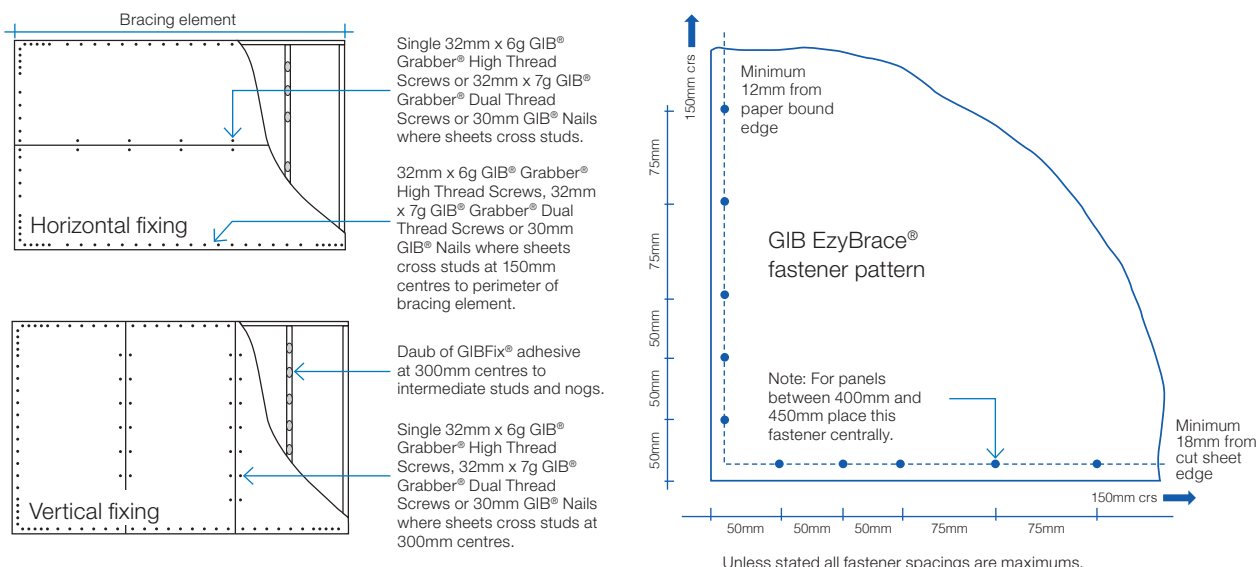 Bracing element
Single 32mm x 6g GIB®
Grabber® High Thread
Screws or 32mm x 7g GIB®
Grabber® Dual Thread
Screws or 30mm GIB® Nails
where sheets cross studs.
32mm x 6g GIB® Grabber®
High Thread Screws, 32mm
x 7g GIB® Grabber® Dual
Thread Screws or 30mm
GIB® Nails where sheets
cross studs at 150mm
centres to perimeter of
bracing element.
Horizontal fixing
Daub of GIBFix® adhesive
at 300mm centres to
intermediate studs and nogs.
Single 32mm x 6g GIB®
Grabber® High Thread
Screws, 32mm x 7g GIB®
Grabber® Dual Thread
Screws or 30mm GIB® Nails
where sheets cross studs at
300mm centres.
Vertical fixing
150mm crs
Minimum
12mm from
paper bound
edge
75mm
75mm
50mm
50mm
50mm
GIB EzyBrace®
fastener pattern
Note: For panels
between 400mm and
450mm place this
fastener centrally.
Minimum
18mm from
cut sheet
edge
150mm crs
50mm
50mm
50mm
75mm
75mm
Unless stated all fastener spacings are maximums.